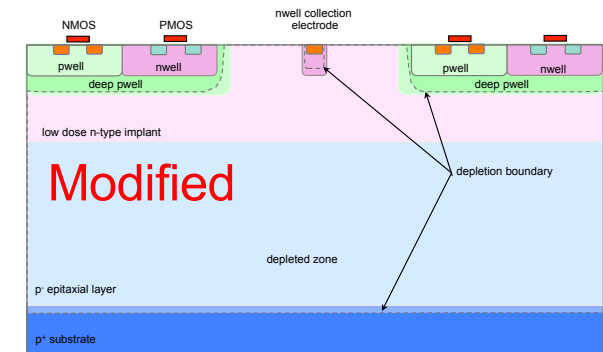 nwell collection
electrode
NMOS
PMOS
pwell
nwell
deep pwell
pwell
nwell
deep pwell
low dose n-type implant
Modified
depletion boundary
depleted zone
p- epitaxial layer
p+ substrate